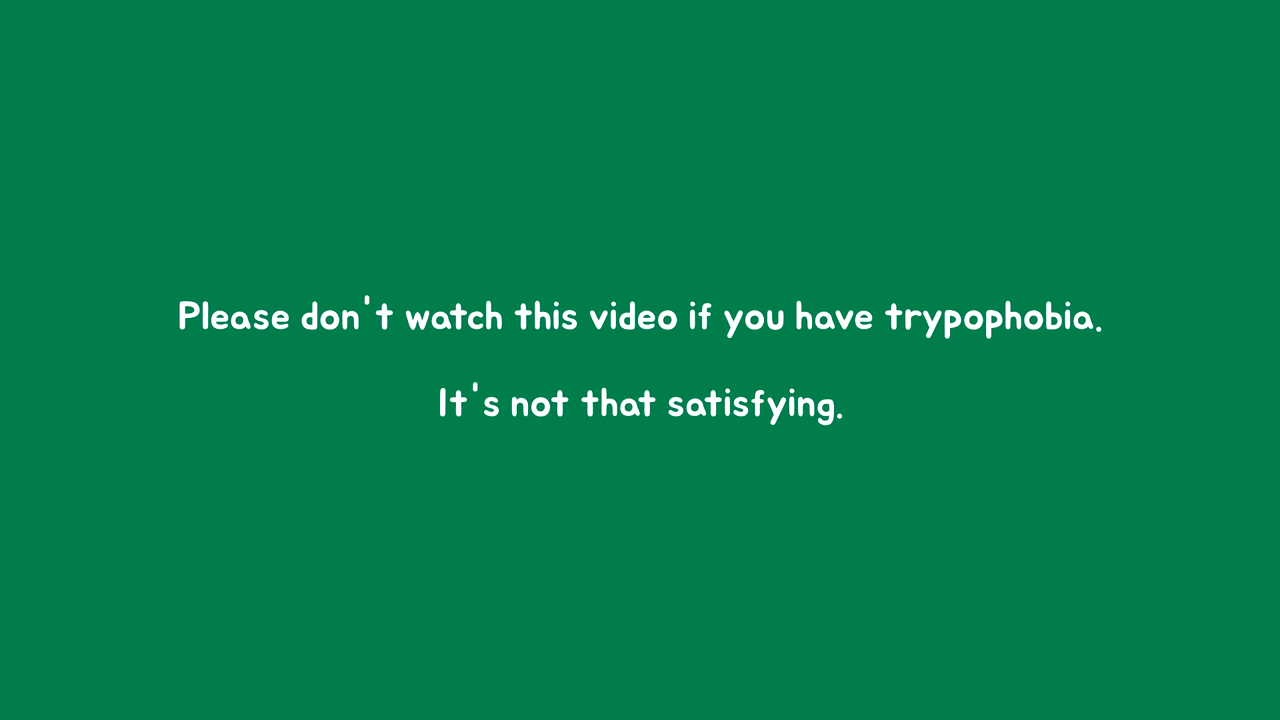 Please don't watch this video if you have trypophobia.
It's not that satisfying.